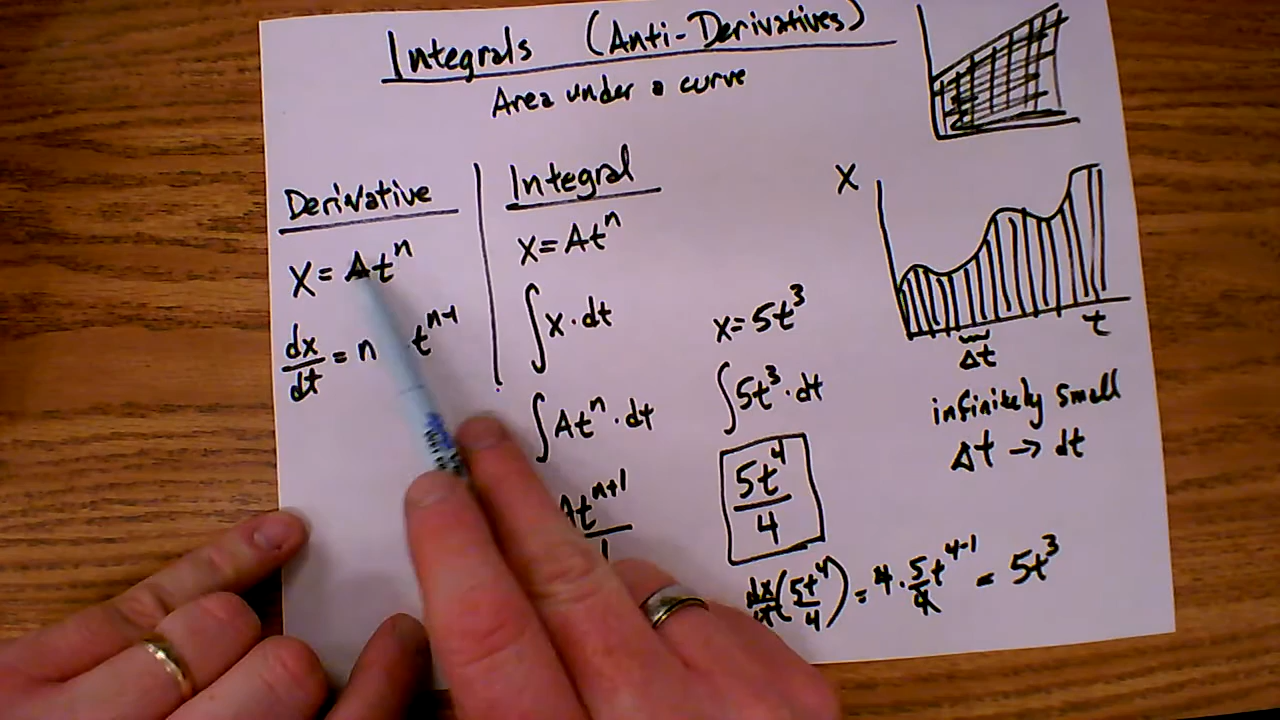 Integrals (Anti-Derivatives)
Area under a curve
Derivative
X = At^n
dx/dt = n · t^(n-1)
Integral
X = At^n
∫ X · dt
∫ At^n · dt
At^(n+1)
x = 5t^3
∫ 5t^3 · dt
5t^4/4
dx/dt (5t^4/4) = 4 · 5/4 t^(4-1) = 5t^3
X
t
Δt
infinitely small
Δt → dt